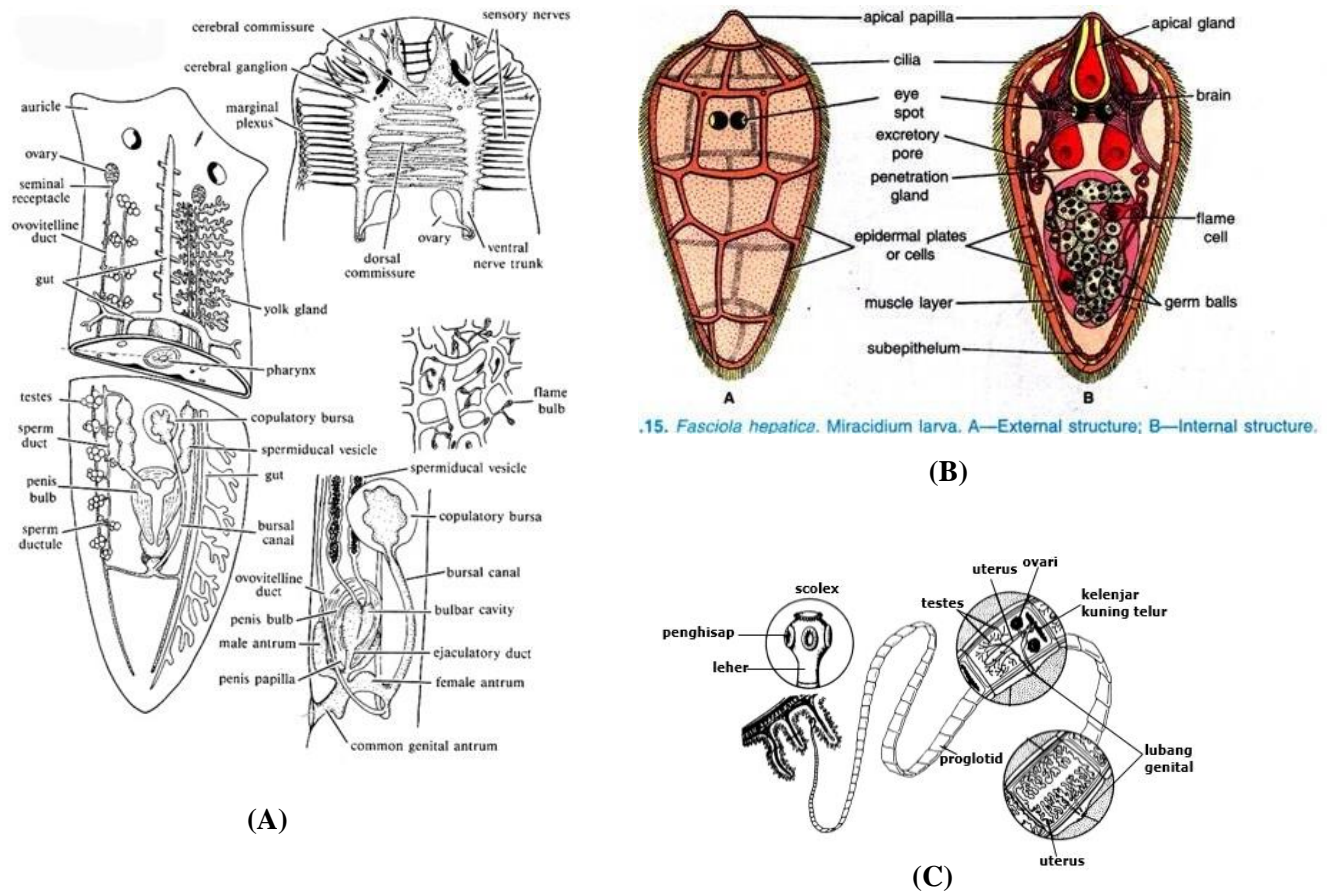 cerebral commissure
sensory nerves
cerebral ganglion
marginal
plexus
auricle
ovary
seminal
receptacle
ovovitelline
duct
gut
ovary
dorsal
commissure
ventral
nerve trunk
yolk gland
pharynx
flame
bulb
testes
sperm
duct
penis
bulb
sperm
ductule
copulatory bursa
spermiducal vesicle
gut
bursal
canal
spermiducal vesicle
copulatory bursa
bursal canal
ovovitelline
duct
penis bulb
male antrum
penis papilla
bulbar cavity
ejaculatory duct
female antrum
common genital antrum
(A)
apical papilla
apical gland
cilia
eye
spot
brain
excretory
pore
penetration
gland
flame
cell
epidermal plates
or cells
muscle layer
germ balls
subepithelum
A
B
.15. Fasciola hepatica. Miracidium larva. A—External structure; B—Internal structure.
(B)
scolex
penghisap
leher
uterus
ovari
testes
kelenjar
kuning telur
proglotid
lubang
genital
uterus
(C)